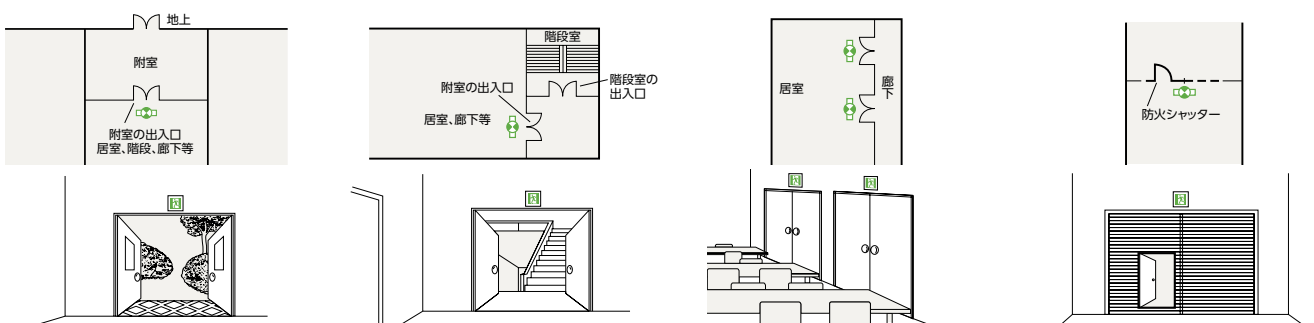 地上
附室
附室の出入口
居室、階段、廊下等
階段室
附室の出入口
階段室の
出入口
居室、廊下等
居室
廊下
防火シャッター